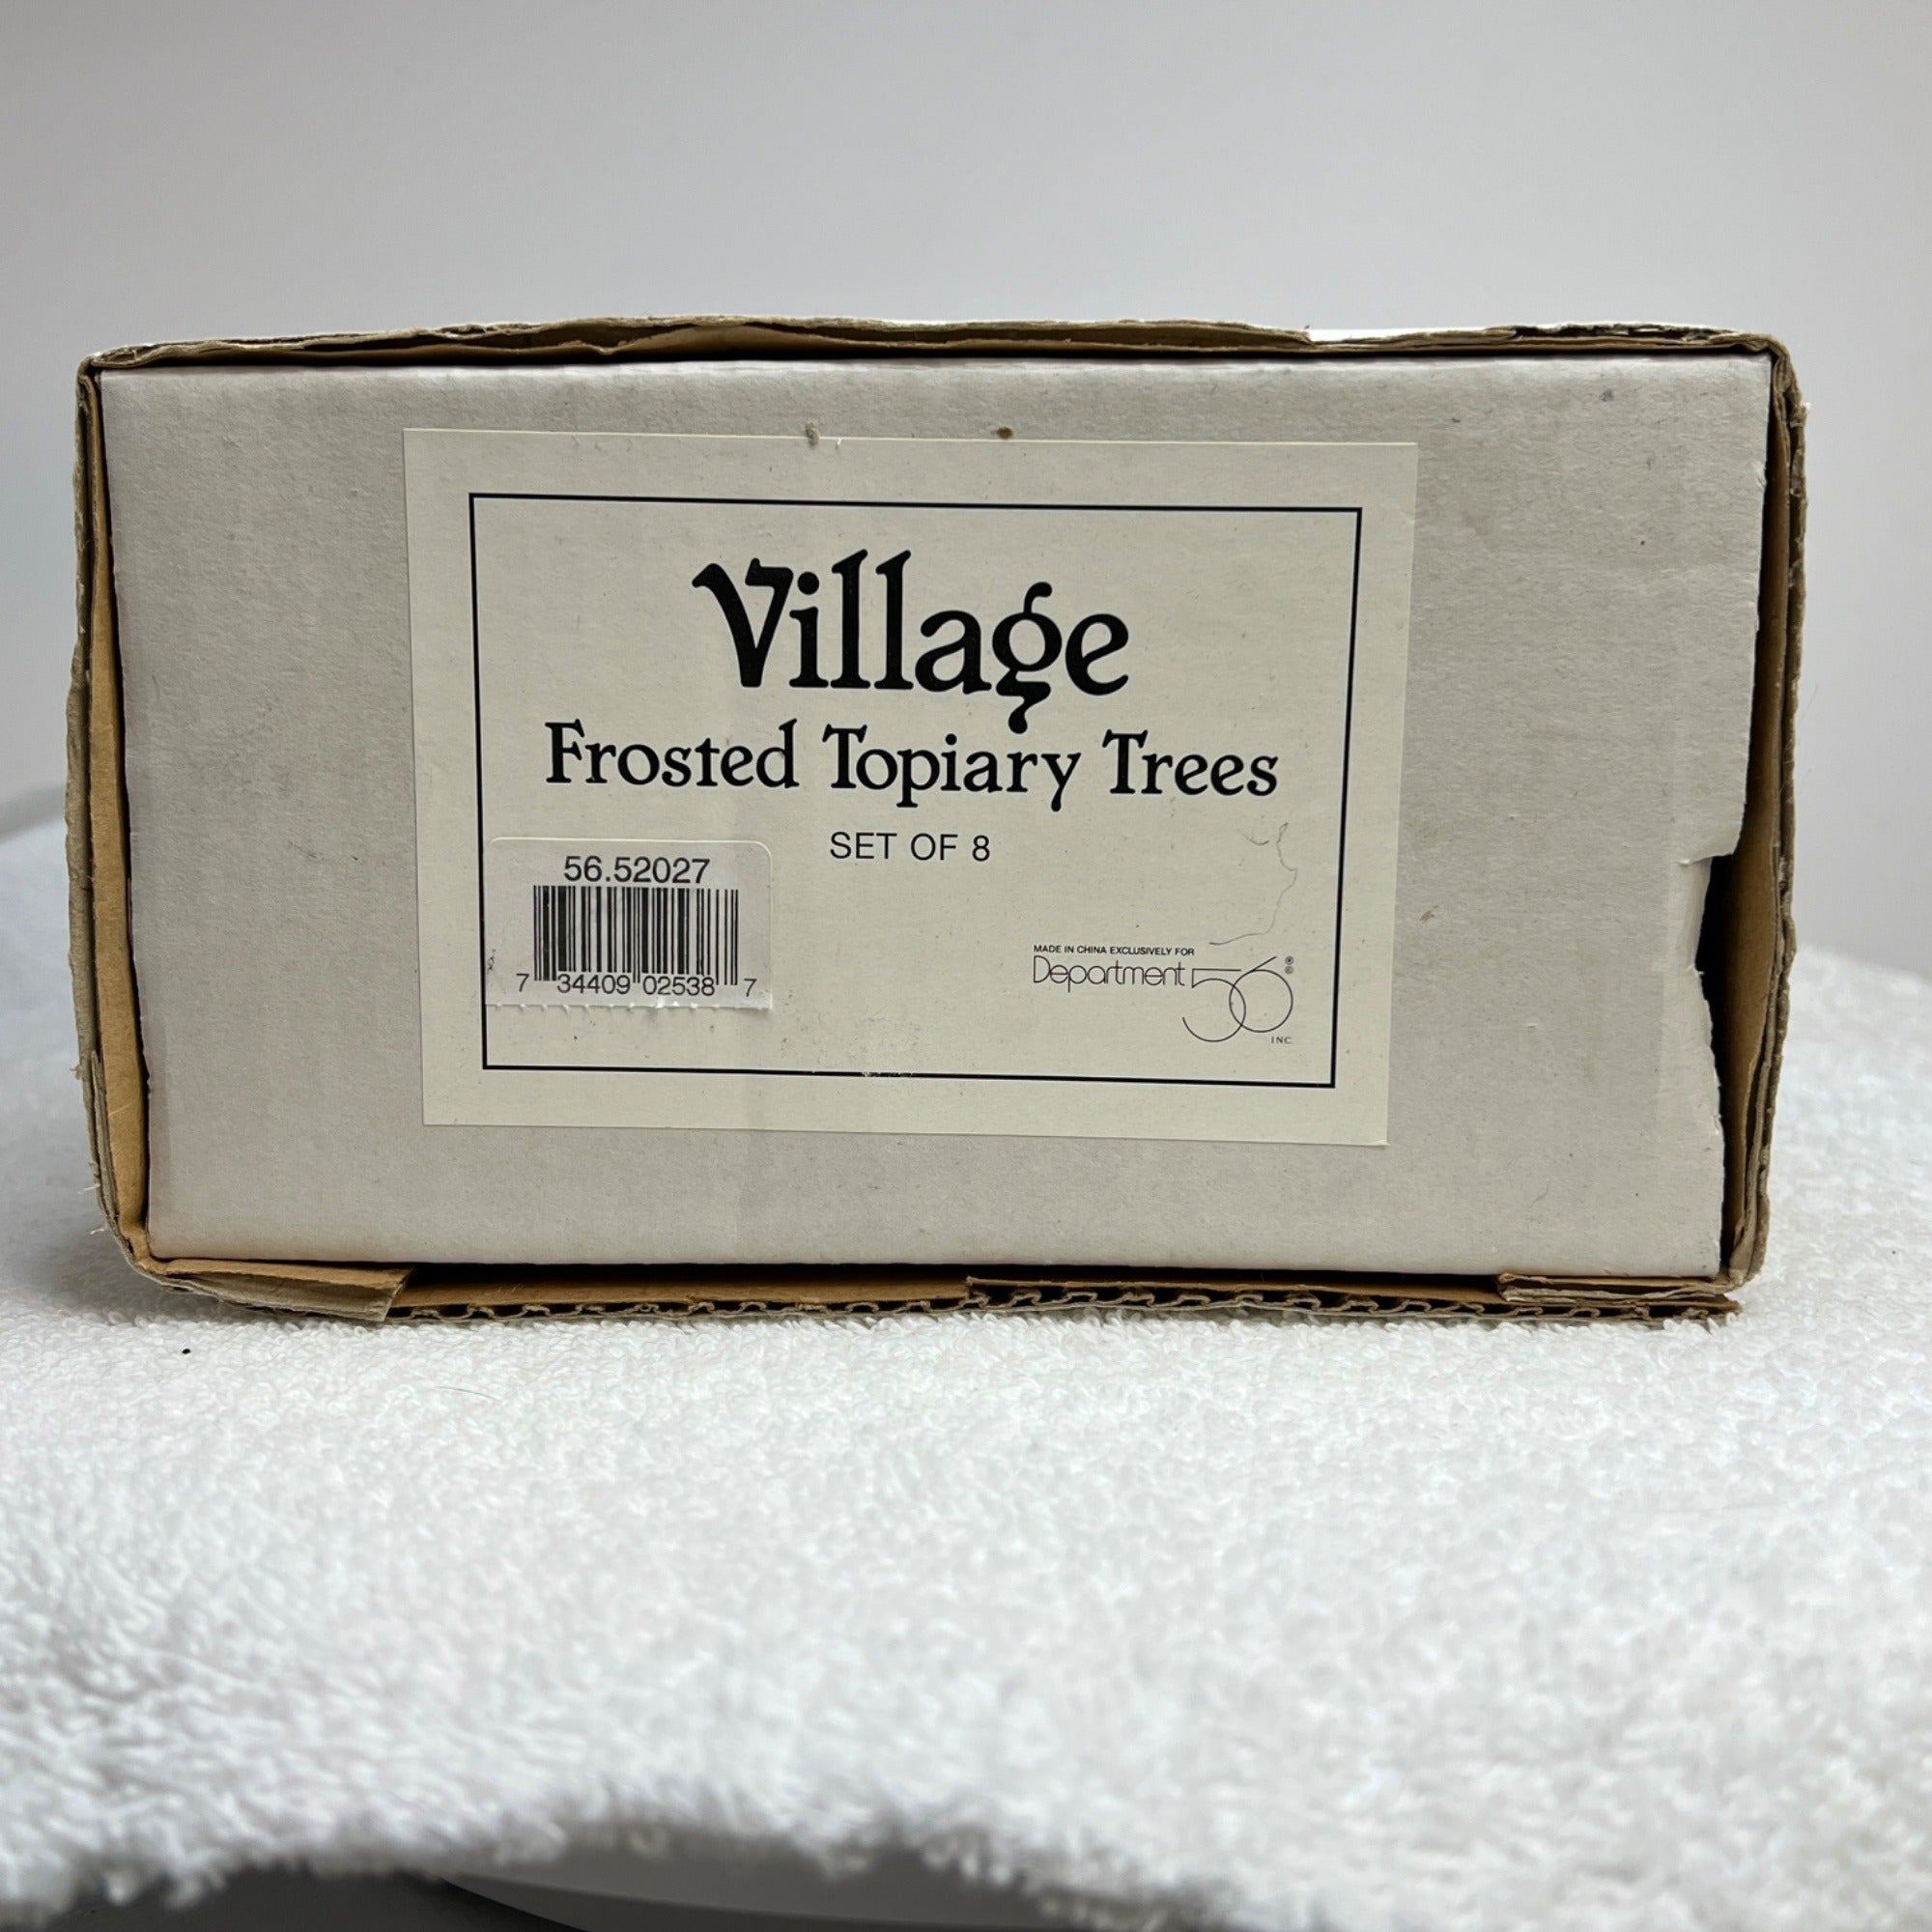 Village
Frosted Topiary Trees
SET OF 8
56.52027
7 34409 02538 7
MADE IN CHINA EXCLUSIVELY FOR
Department 56 ® ©
INC.